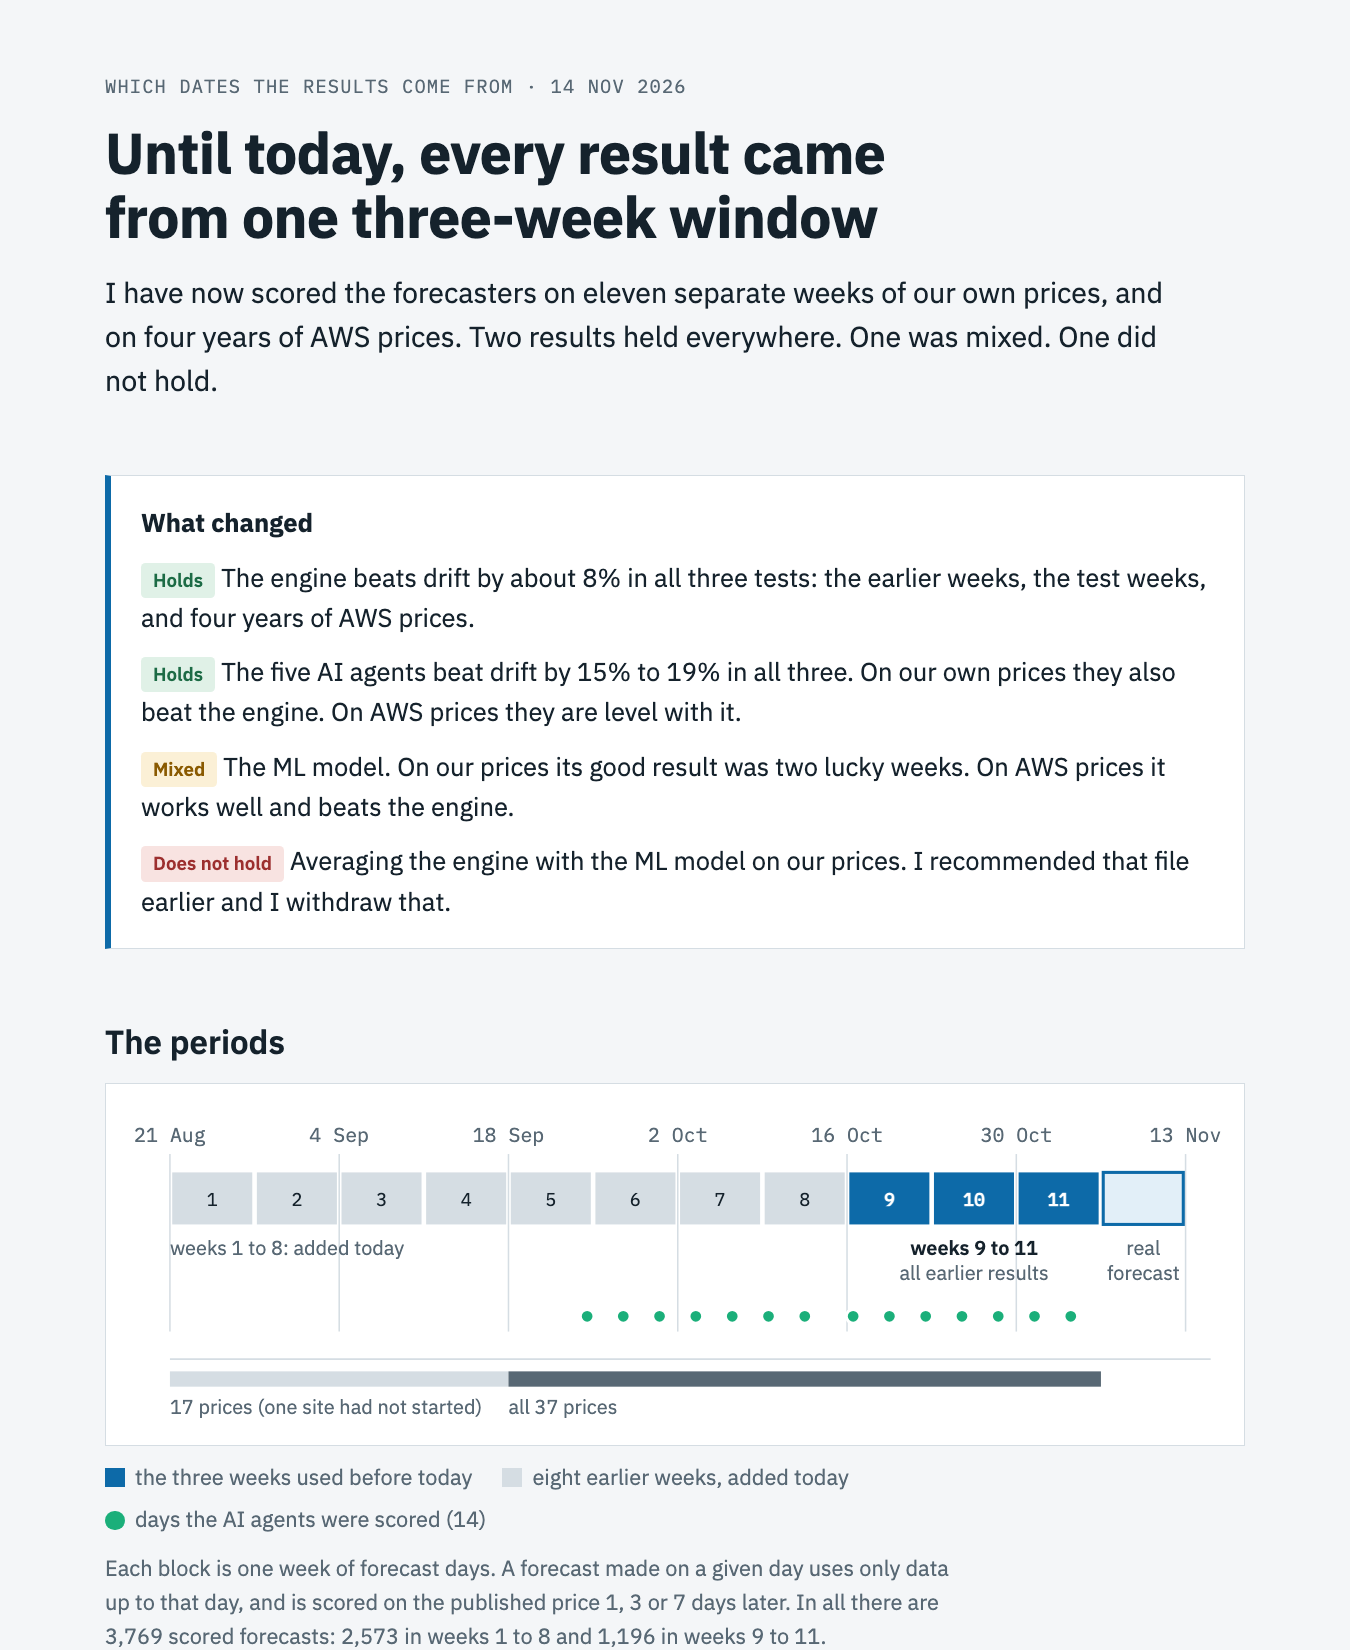 WHICH DATES THE RESULTS COME FROM · 14 NOV 2026
Until today, every result came
from one three-week window
I have now scored the forecasters on eleven separate weeks of our own prices, and
on four years of AWS prices. Two results held everywhere. One was mixed. One did
not hold.
What changed
Holds The engine beats drift by about 8% in all three tests: the earlier weeks, the test weeks,
and four years of AWS prices.
Holds The five AI agents beat drift by 15% to 19% in all three. On our own prices they also
beat the engine. On AWS prices they are level with it.
Mixed The ML model. On our prices its good result was two lucky weeks. On AWS prices it
works well and beats the engine.
Does not hold Averaging the engine with the ML model on our prices. I recommended that file
earlier and I withdraw that.
The periods
21 Aug 4 Sep 18 Sep 2 Oct 16 Oct 30 Oct 13 Nov
1 2 3 4 5 6 7 8 9 10 11
weeks 1 to 8: added today weeks 9 to 11 real
all earlier results forecast
17 prices (one site had not started) all 37 prices
the three weeks used before today eight earlier weeks, added today
days the AI agents were scored (14)
Each block is one week of forecast days. A forecast made on a given day uses only data
up to that day, and is scored on the published price 1, 3 or 7 days later. In all there are
3,769 scored forecasts: 2,573 in weeks 1 to 8 and 1,196 in weeks 9 to 11.